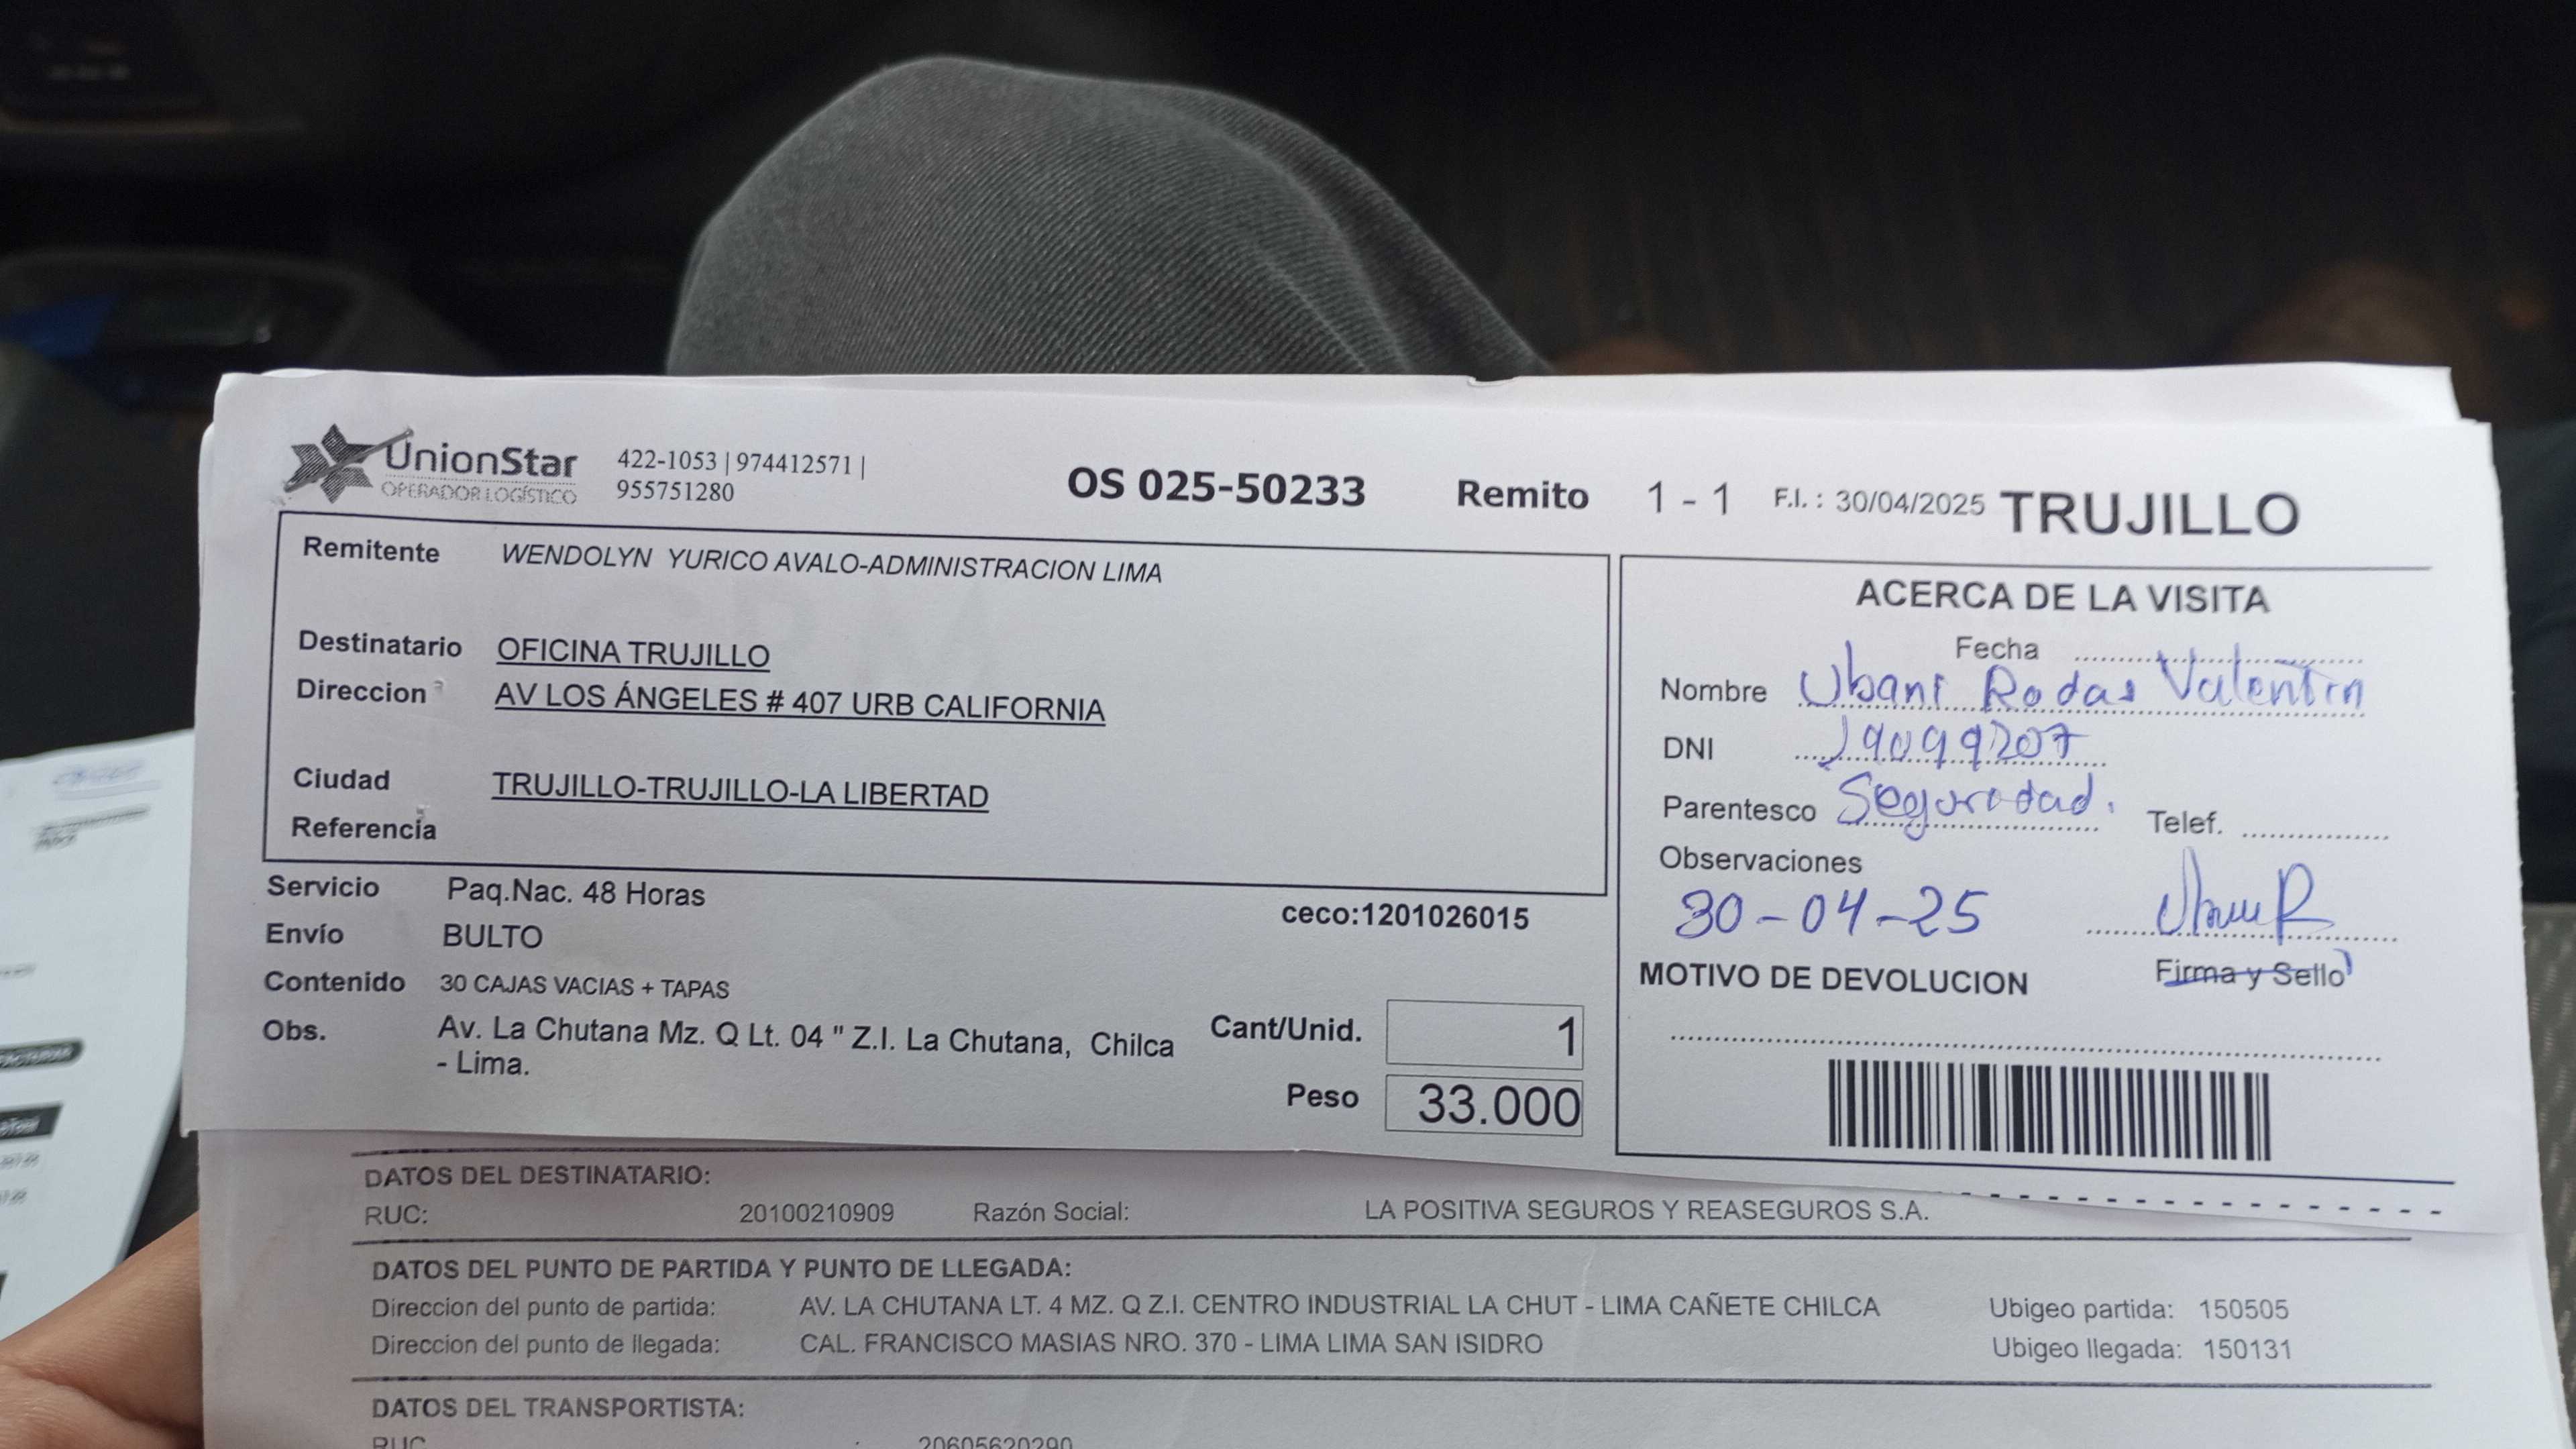 UnionStar
OPERADOR LOGÍSTICO
422-1053 | 974412571 |
955751280
OS 025-50233 Remito 1 - 1 F.I. : 30/04/2025 TRUJILLO
Remitente WENDOLYN YURICO AVALO-ADMINISTRACION LIMA
Destinatario OFICINA TRUJILLO
Direccion AV LOS ÁNGELES # 407 URB CALIFORNIA
Ciudad TRUJILLO-TRUJILLO-LA LIBERTAD
Referencia
Servicio Paq.Nac. 48 Horas
ceco:1201026015
Envío BULTO
Contenido 30 CAJAS VACIAS + TAPAS
Obs. Av. La Chutana Mz. Q Lt. 04 " Z.I. La Chutana, Chilca
- Lima.
Cant/Unid. 1
Peso 33.000
ACERCA DE LA VISITA
Fecha
Nombre Ubani Rodas Valentin
DNI 19099207
Parentesco Seguridad. Telef.
Observaciones
30-04-25
Firma y Sello
MOTIVO DE DEVOLUCION
DATOS DEL DESTINATARIO:
RUC: 20100210909 Razón Social: LA POSITIVA SEGUROS Y REASEGUROS S.A.
DATOS DEL PUNTO DE PARTIDA Y PUNTO DE LLEGADA:
Direccion del punto de partida: AV. LA CHUTANA LT. 4 MZ. Q Z.I. CENTRO INDUSTRIAL LA CHUT - LIMA CAÑETE CHILCA Ubigeo partida: 150505
Direccion del punto de llegada: CAL. FRANCISCO MASIAS NRO. 370 - LIMA LIMA SAN ISIDRO Ubigeo llegada: 150131
DATOS DEL TRANSPORTISTA:
RUC : 20605620290